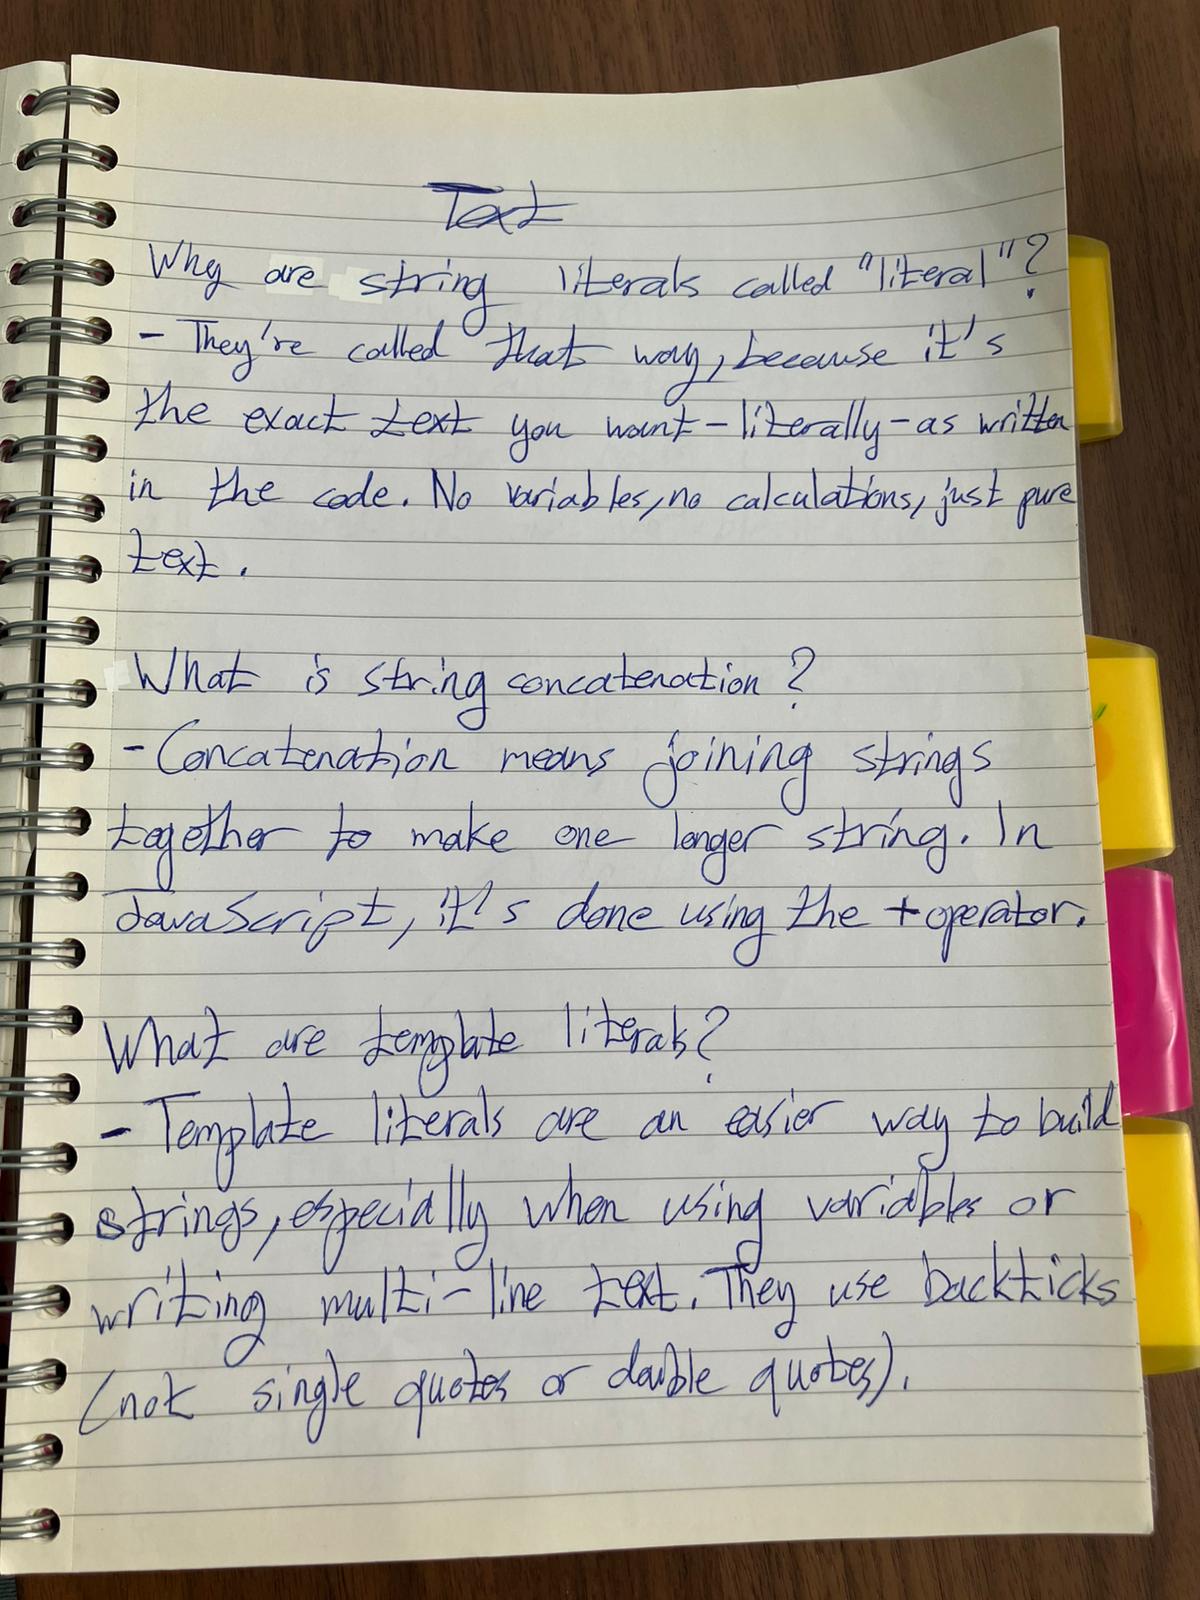 Text
Why are string literals called "literal"?
- They're called that way, because it's
the exact text you want - literally - as written
in the code. No variables, no calculations, just pure
text.
What is string concatenation?
- Concatenation means joining strings
together to make one longer string. In
JavaScript, it's done using the + operator.
What are template literals?
- Template literals are an easier way to build
strings, especially when using variables or
writing multi-line text. They use backticks
(not single quotes or double quotes).